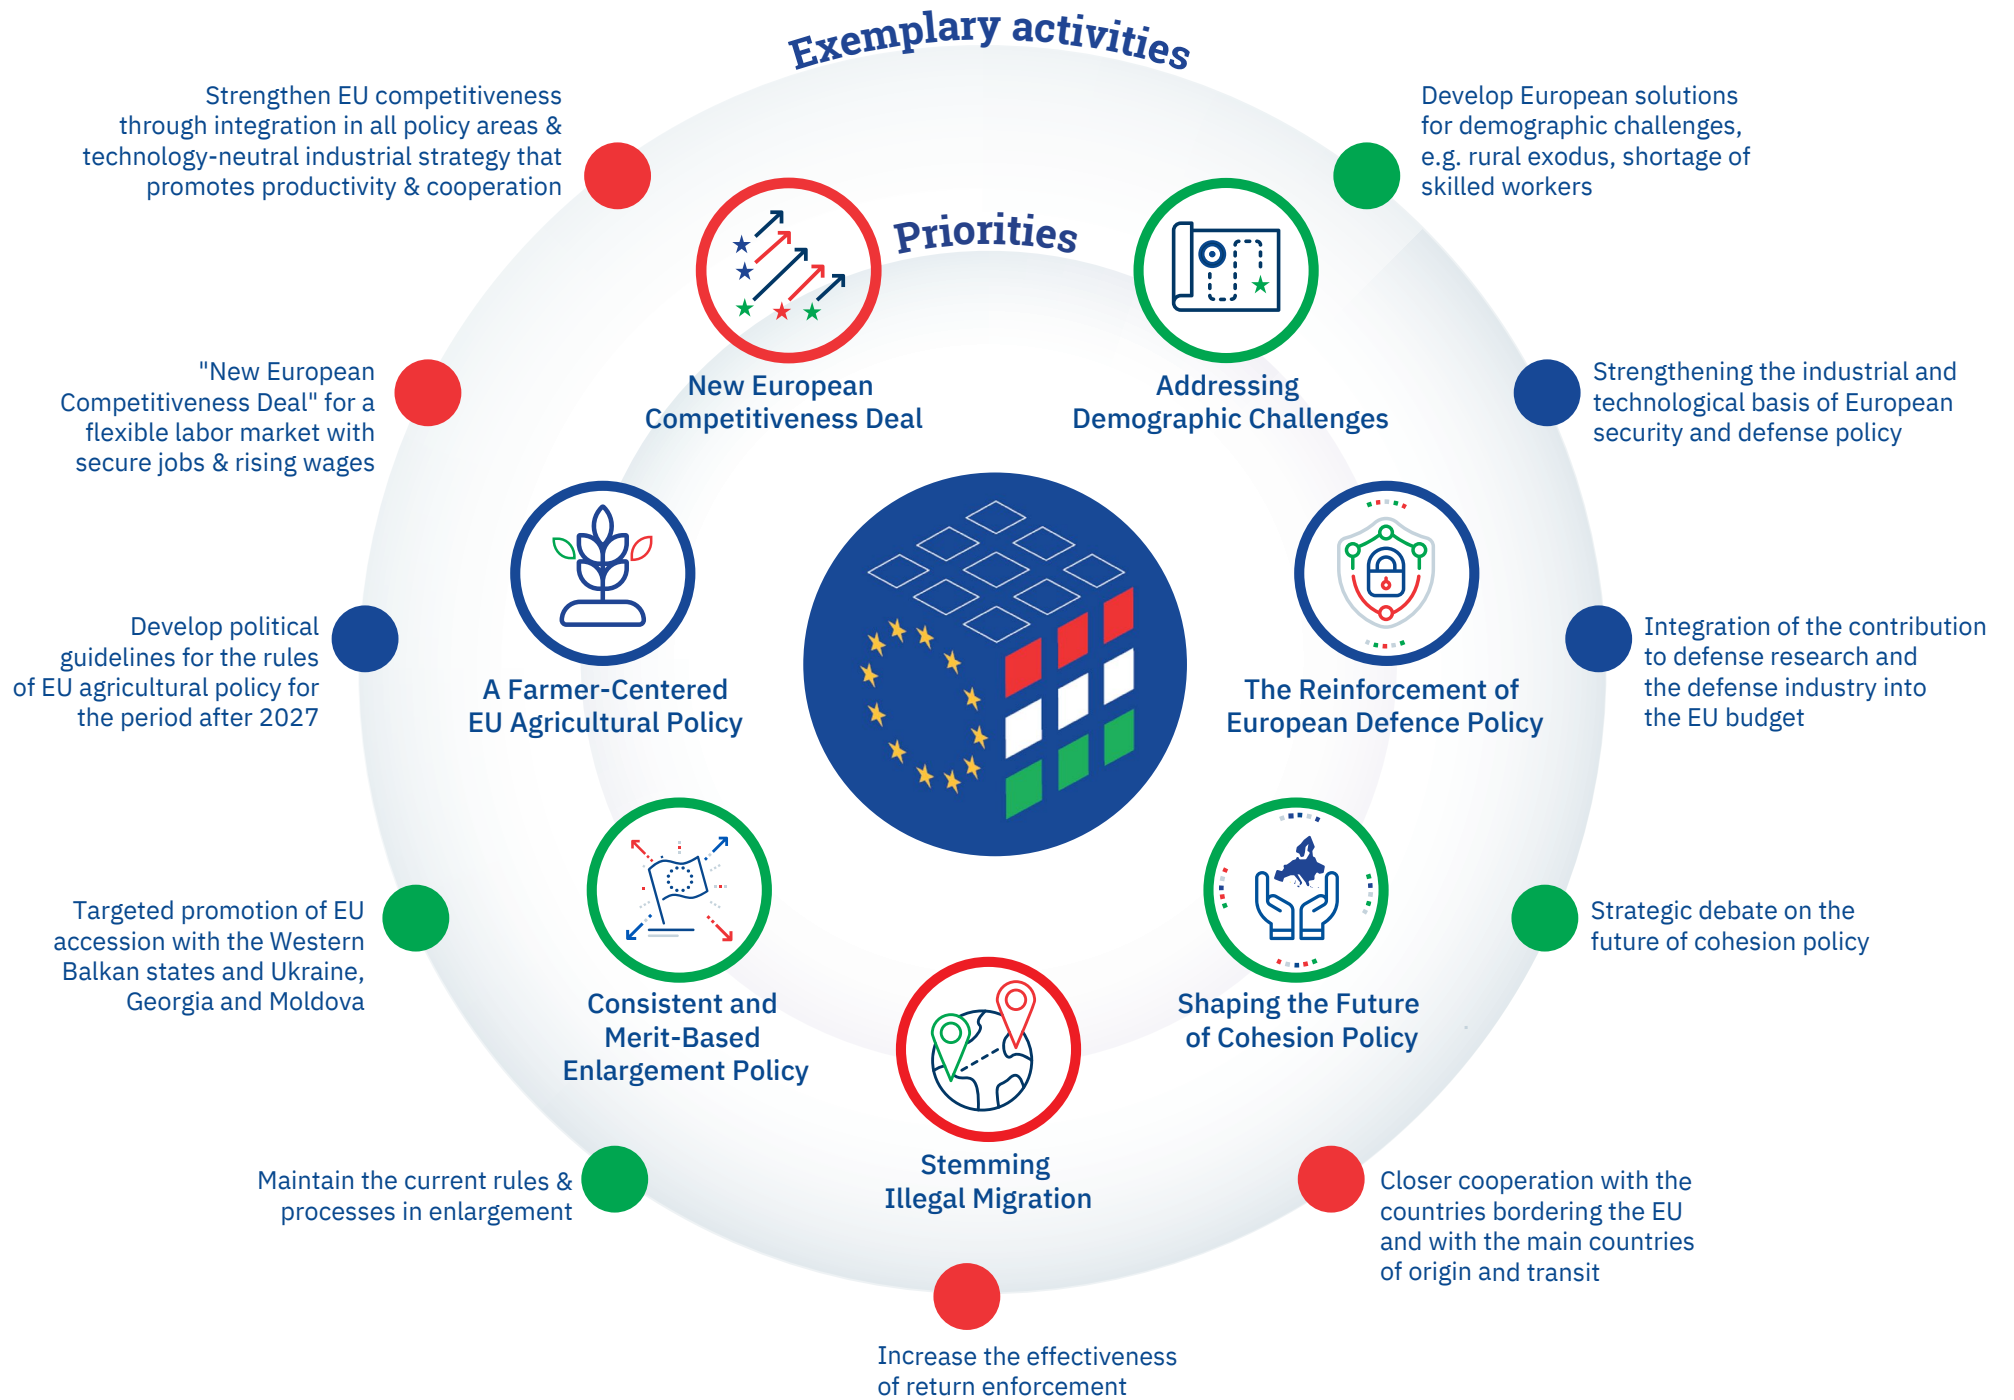 Exemplary activities
Strengthen EU competitiveness
through integration in all policy areas &
technology-neutral industrial strategy that
promotes productivity & cooperation
Develop European solutions
for demographic challenges,
e.g. rural exodus, shortage of
skilled workers
Priorities
New European
Competitiveness Deal
Addressing
Demographic Challenges
"New European
Competitiveness Deal" for a
flexible labor market with
secure jobs & rising wages
Strengthening the industrial and
technological basis of European
security and defense policy
A Farmer-Centered
EU Agricultural Policy
The Reinforcement of
European Defence Policy
Develop political
guidelines for the rules
of EU agricultural policy for
the period after 2027
Integration of the contribution
to defense research and
the defense industry into
the EU budget
Targeted promotion of EU
accession with the Western
Balkan states and Ukraine,
Georgia and Moldova
Consistent and
Merit-Based
Enlargement Policy
Shaping the Future
of Cohesion Policy
Strategic debate on the
future of cohesion policy
Stemming
Illegal Migration
Maintain the current rules &
processes in enlargement
Closer cooperation with the
countries bordering the EU
and with the main countries
of origin and transit
Increase the effectiveness
of return enforcement